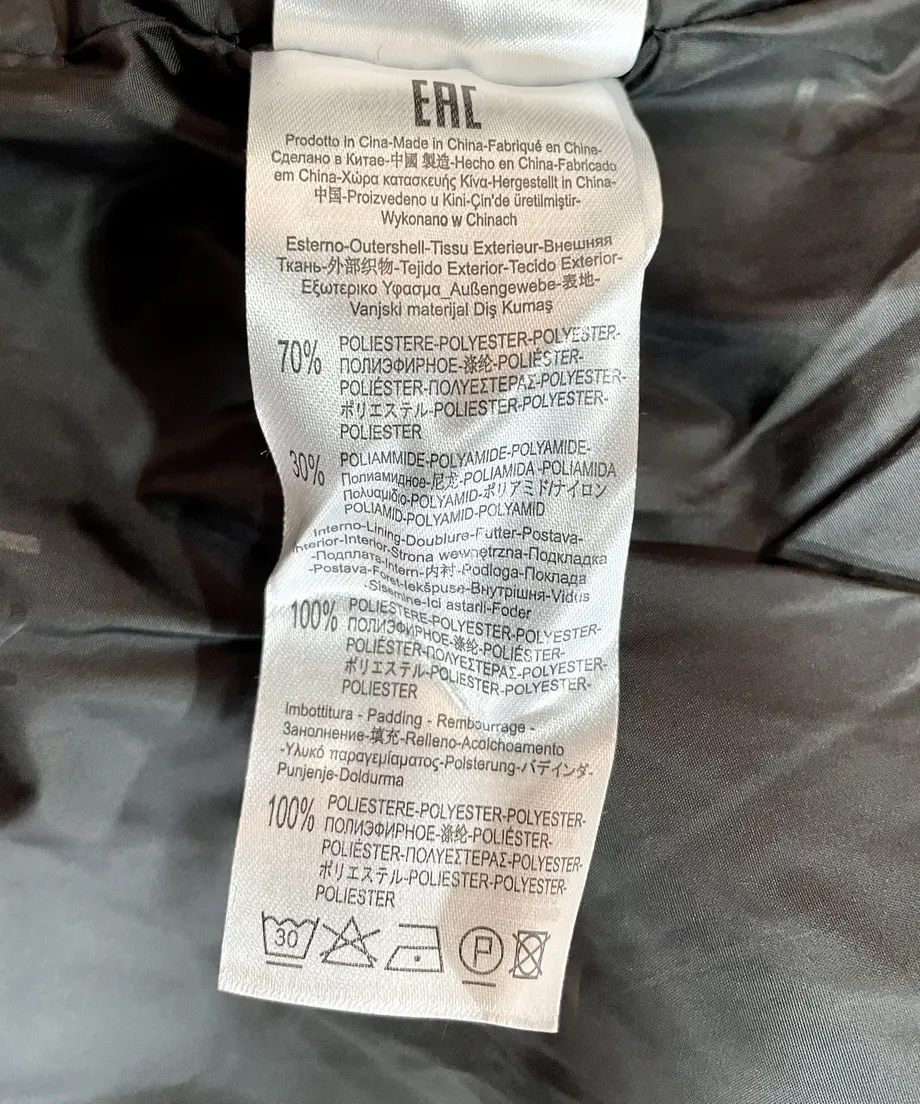 EAC
Prodotto in Cina-Made in China-Fabriqué en Chine-
Сделано в Китае-中國 製造-Hecho en China-Fabricado
em China-Χώρα κατασκευής Κίνα-Hergestellt in China-
中国-Proizvedeno u Kini-Çin'de üretilmiştir-
Wykonano w Chinach
Esterno-Outershell-Tissu Exterieur-Внешняя
Ткань-外部织物-Tejido Exterior-Tecido Exterior-
Εξωτερικο Υφασμα_Außengewebe-表地-
Vanjski materijal Diş Kumaş
70% POLIESTERE-POLYESTER-POLYESTER-
ПОЛИЭФИРНОЕ-涤纶-POLIÉSTER-
POLIÉSTER-ΠΟΛΥΕΣΤΕΡΑΣ-POLYESTER-
ポリエステル-POLIESTER-POLYESTER-
POLIESTER
30% POLIAMMIDE-POLYAMIDE-POLYAMIDE-
Полиамидное-尼龙-POLIAMIDA -POLIAMIDA
Πολυαμίδιο-POLYAMID-ポリアミド/ナイロン
POLIAMID-POLYAMID-POLYAMID
Interno-Lining-Doublure-Futter-Postava-
Interior-Interior-Strona wewnętrzna-Подкладка
-Подплата-Intern-内衬-Podloga-Поклада
-Postava-Foret-Iekšpuse-Внутрішня-Vidus
-Sisemine-Ici astarli-Foder
100% POLIESTERE-POLYESTER-POLYESTER-
ПОЛИЭФИРНОЕ-涤纶-POLIÉSTER-
POLIÉSTER-ΠΟΛΥΕΣΤΕΡΑΣ-POLYESTER-
ポリエステル-POLIESTER-POLYESTER-
POLIESTER
Imbottitura - Padding - Rembourrage -
Занолнение-填充-Relleno-Acolchoamento
-Υλικό παραγεμίαματος-Polsterung-バデインダ-
Punjenje-Doldurma
100% POLIESTERE-POLYESTER-POLYESTER-
ПОЛИЭФИРНОЕ-涤纶-POLIÉSTER-
POLIÉSTER-ΠΟΛΥΕΣΤΕΡΑΣ-POLYESTER-
ポリエステル-POLIESTER-POLYESTER-
POLIESTER
30 P